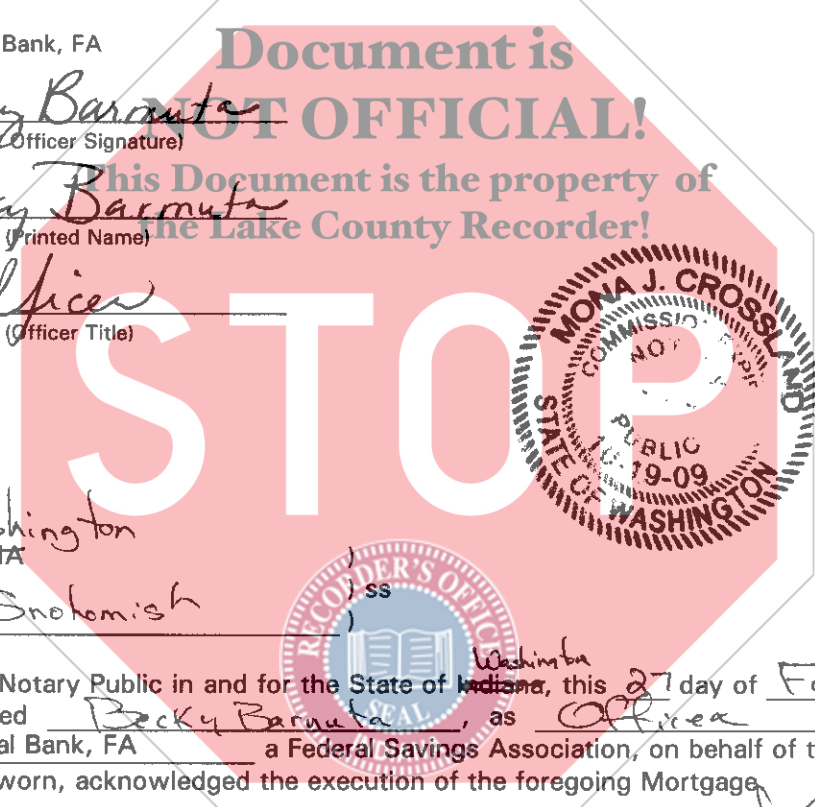 Bank, FA
Document is
NOT OFFICIAL!
This Document is the property of
the Lake County Recorder!
Barmuta
Officer Signature)
Barmuta
(Printed Name)
(Officer Title)
STOP
MONA J. CROSSLAND
NOT
PUBLIC
19-09
STATE OF WASHINGTON
hington
Snohomish
) ss
RECORDER'S OFFICE
SEAL
Washington
Notary Public in and for the State of Indiana, this 27 day of
ed Becky Barmuta, as Officer
al Bank, FA a Federal Savings Association, on behalf of t
worn, acknowledged the execution of the foregoing Mortgage